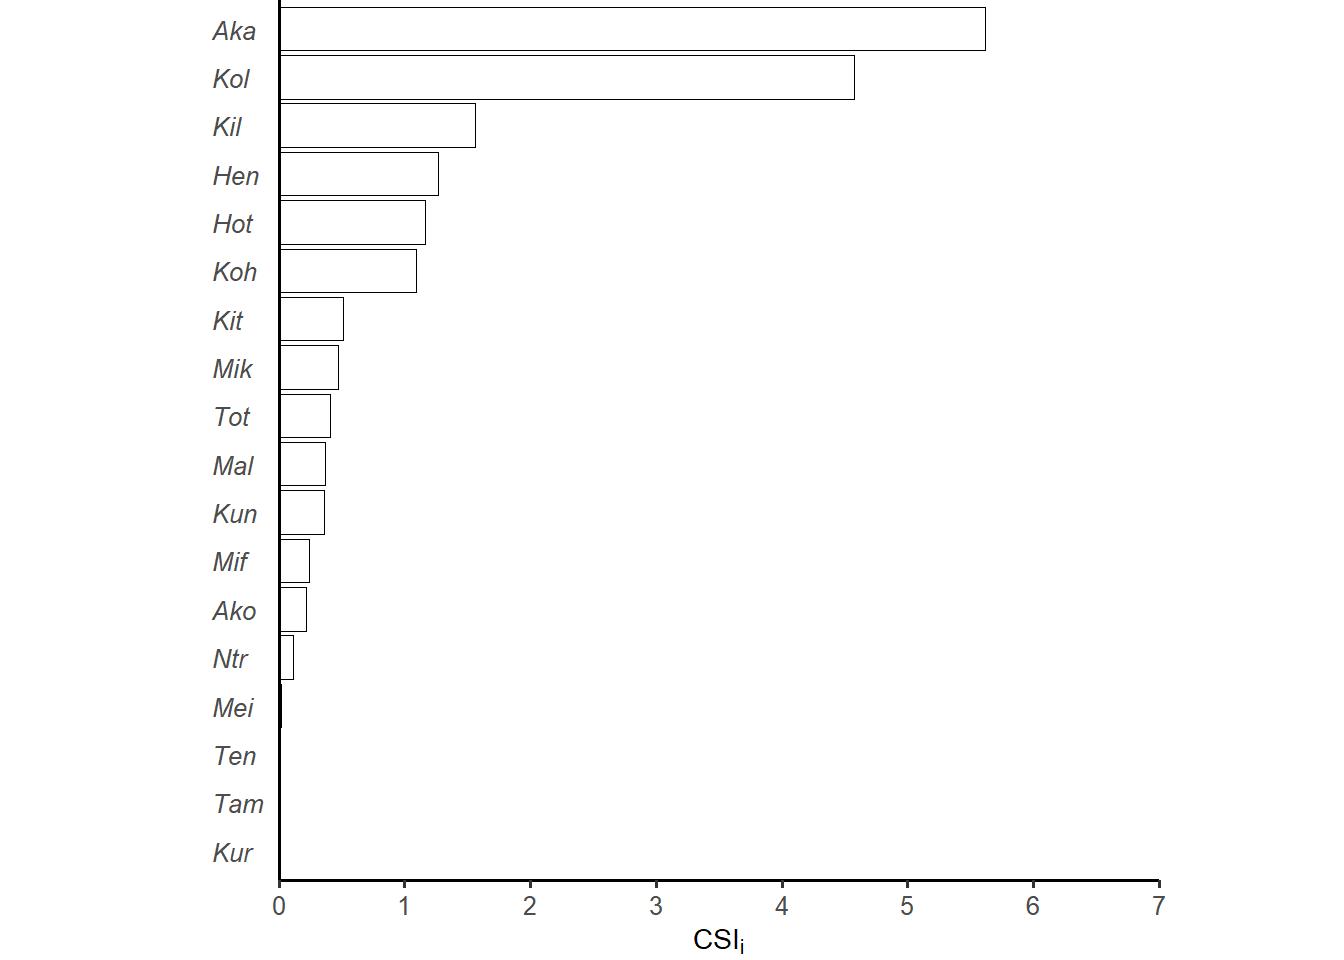 Aka
Kol
Kil
Hen
Hot
Koh
Kit
Mik
Tot
Mal
Kun
Mif
Ako
Ntr
Mei
Ten
Tam
Kur
0 1 2 3 4 5 6 7
CSIi